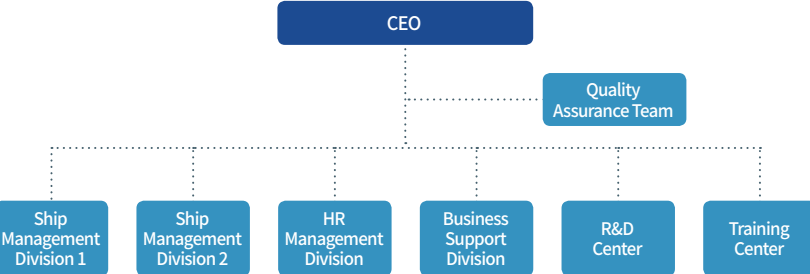 CEO
Quality
Assurance Team
Ship
Management
Division 1
Ship
Management
Division 2
HR
Management
Division
Business
Support
Division
R&D
Center
Training
Center